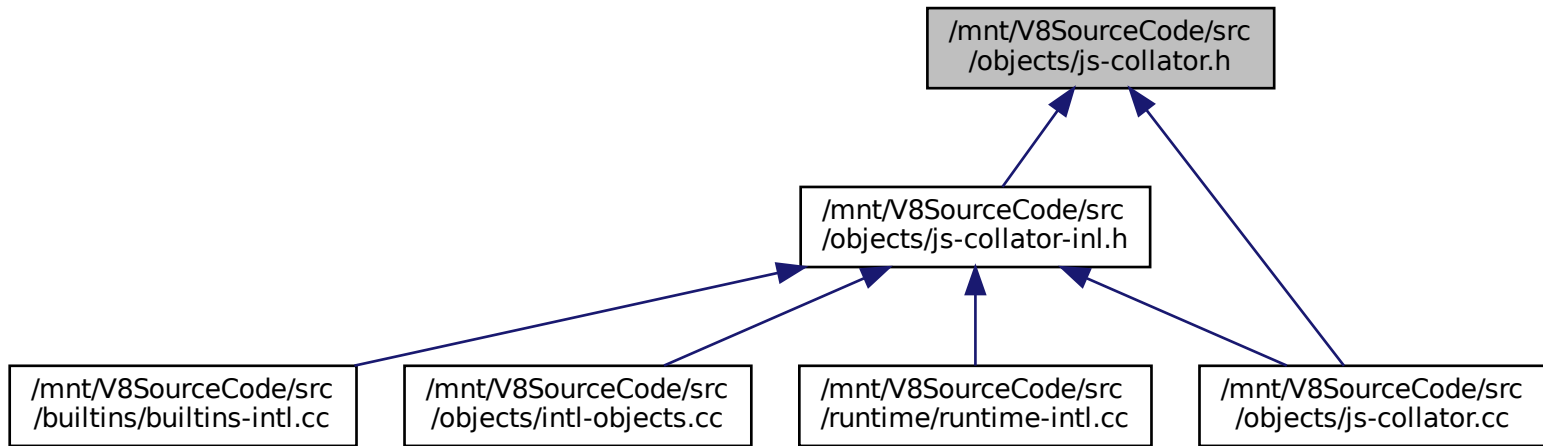 /mnt/V8SourceCode/src
/objects/js-collator.h
/mnt/V8SourceCode/src
/objects/js-collator-inl.h
/mnt/V8SourceCode/src
/builtins/builtins-intl.cc
/mnt/V8SourceCode/src
/objects/intl-objects.cc
/mnt/V8SourceCode/src
/runtime/runtime-intl.cc
/mnt/V8SourceCode/src
/objects/js-collator.cc